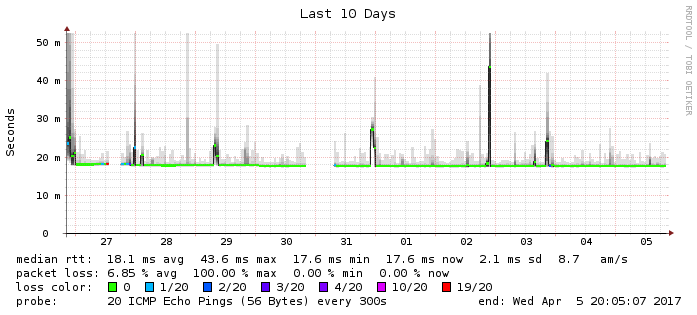 Last 10 Days
RRDTOOL / TOBI OETIKER
Seconds
50 m
40 m
30 m
20 m
10 m
0
27 28 29 30 31 01 02 03 04 05
median rtt: 18.1 ms avg 43.6 ms max 17.6 ms min 17.6 ms now 2.1 ms sd 8.7 am/s
packet loss: 6.85 % avg 100.00 % max 0.00 % min 0.00 % now
loss color: 0 1/20 2/20 3/20 4/20 10/20 19/20
probe: 20 ICMP Echo Pings (56 Bytes) every 300s end: Wed Apr 5 20:05:07 2017